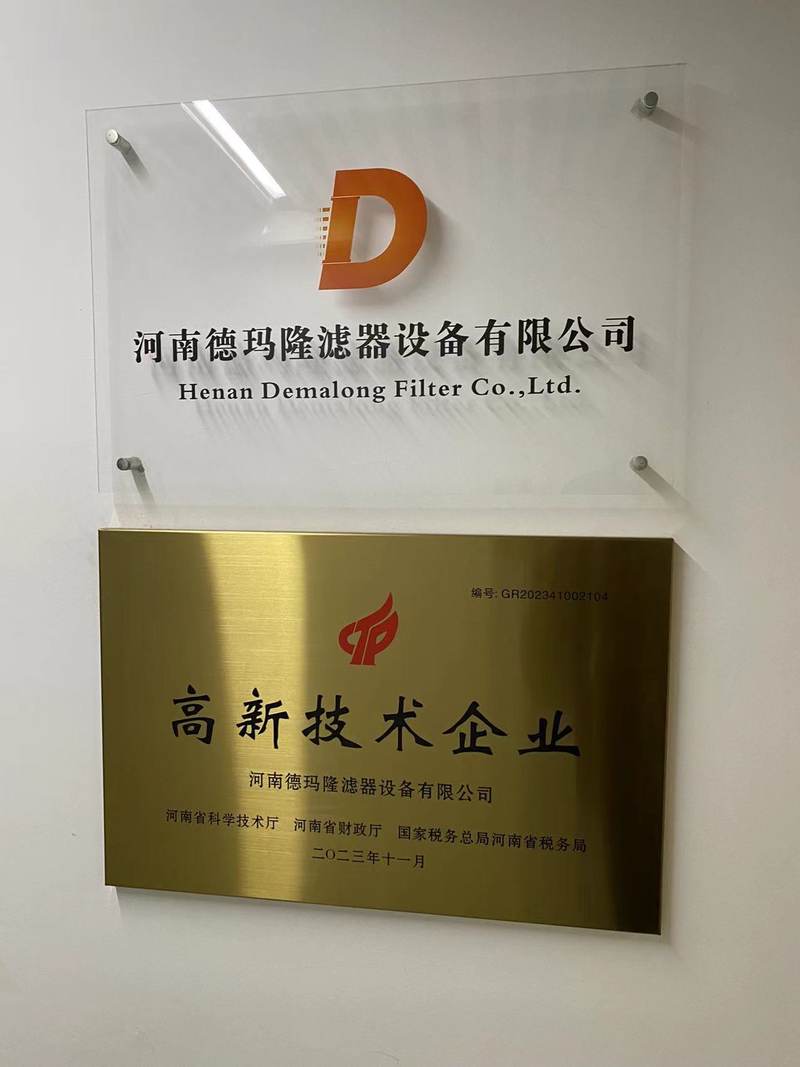 D
河南德玛隆滤器设备有限公司
Henan Demalong Filter Co.,Ltd.
编号: GR202341002104
高新技术企业
河南德玛隆滤器设备有限公司
河南省科学技术厅 河南省财政厅 国家税务总局河南省税务局
二〇二三年十一月